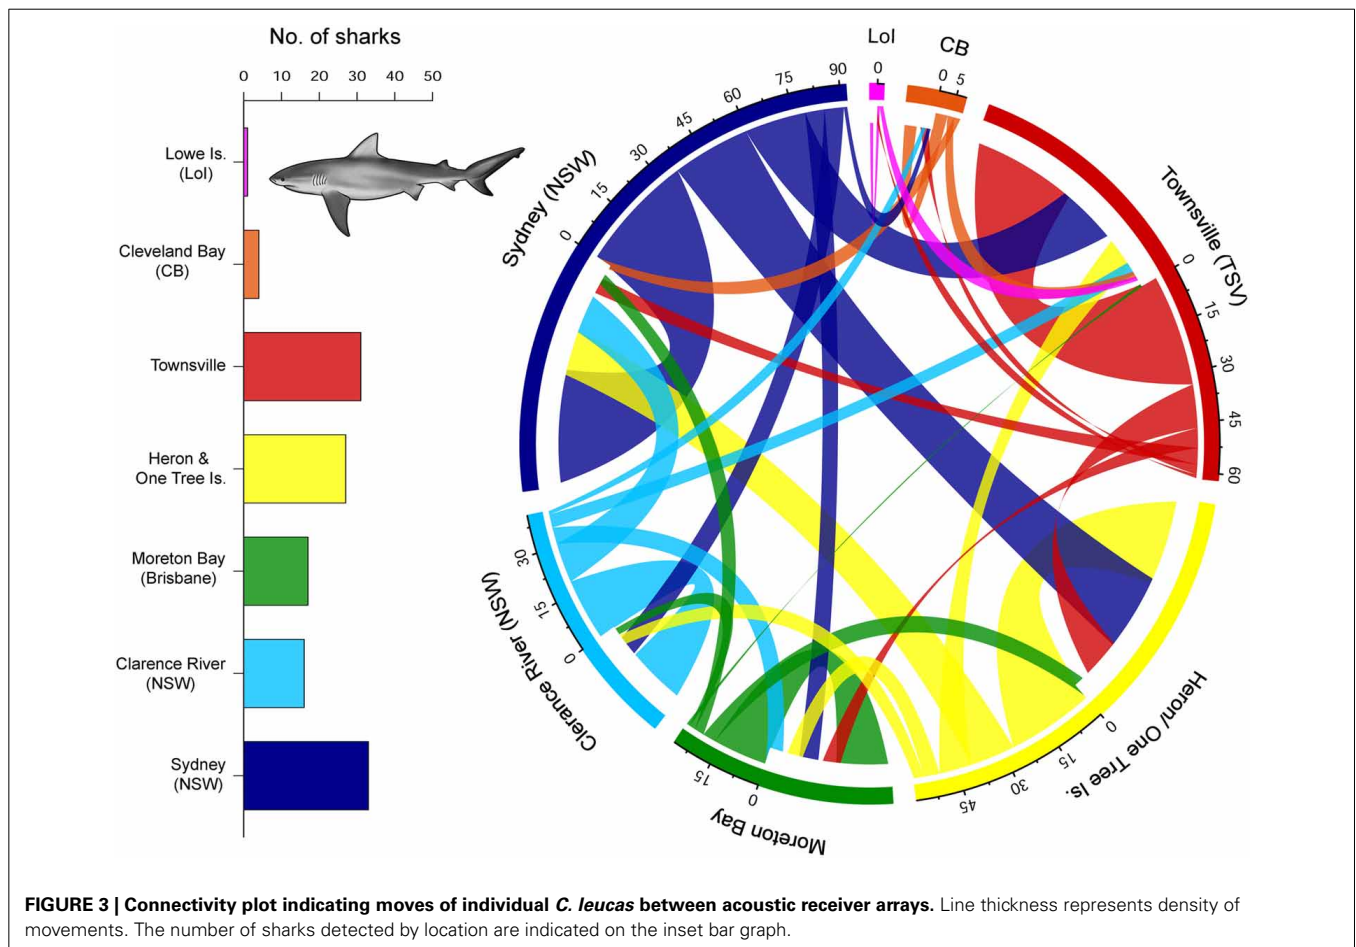 No. of sharks
0 10 20 30 40 50
Lowe Is.
(LoI)
Cleveland Bay
(CB)
Townsville
Heron &
One Tree Is.
Moreton Bay
(Brisbane)
Clarence River
(NSW)
Sydney
(NSW)
Sydney (NSW)
0 15 30 45 60 75 90
LoI
0
CB
0 5
Townsville (TSV)
0 15 30 45 60
Heron/ One Tree Is.
0 15 30 45
Moreton Bay
0 15
Clerance River (NSW)
0 15 30
FIGURE 3 | Connectivity plot indicating moves of individual C. leucas between acoustic receiver arrays. Line thickness represents density of
movements. The number of sharks detected by location are indicated on the inset bar graph.